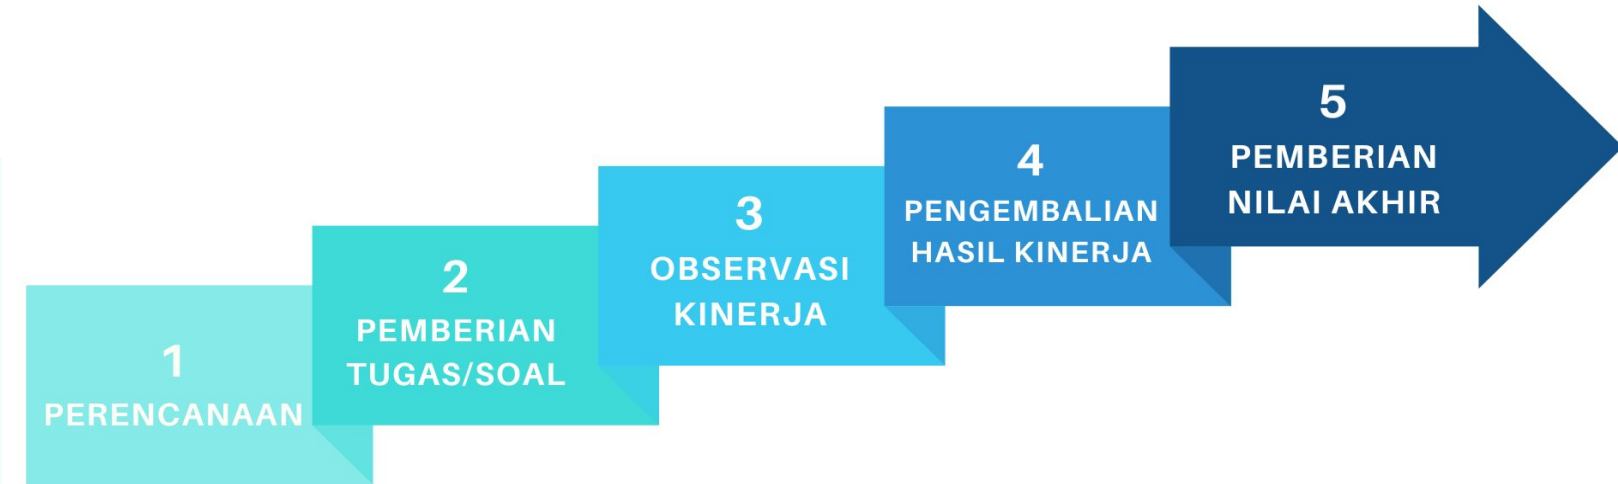 1
PERENCANAAN
2
PEMBERIAN
TUGAS/SOAL
3
OBSERVASI
KINERJA
4
PENGEMBALIAN
HASIL KINERJA
5
PEMBERIAN
NILAI AKHIR